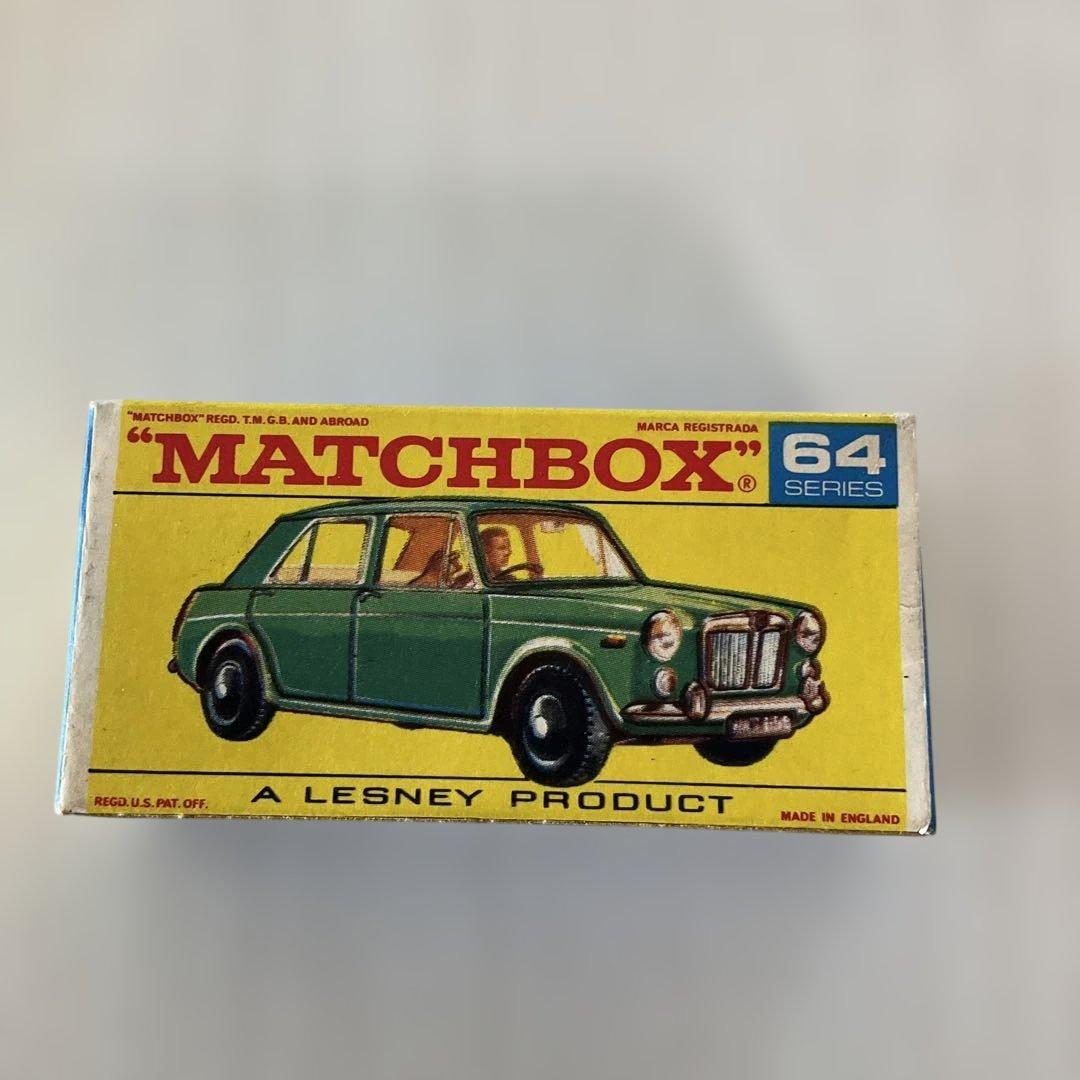 "MATCHBOX" REGD. T.M. G.B. AND ABROAD
MARCA REGISTRADA
"MATCHBOX"®
64
SERIES
REGD. U.S. PAT. OFF.
A LESNEY PRODUCT
MADE IN ENGLAND